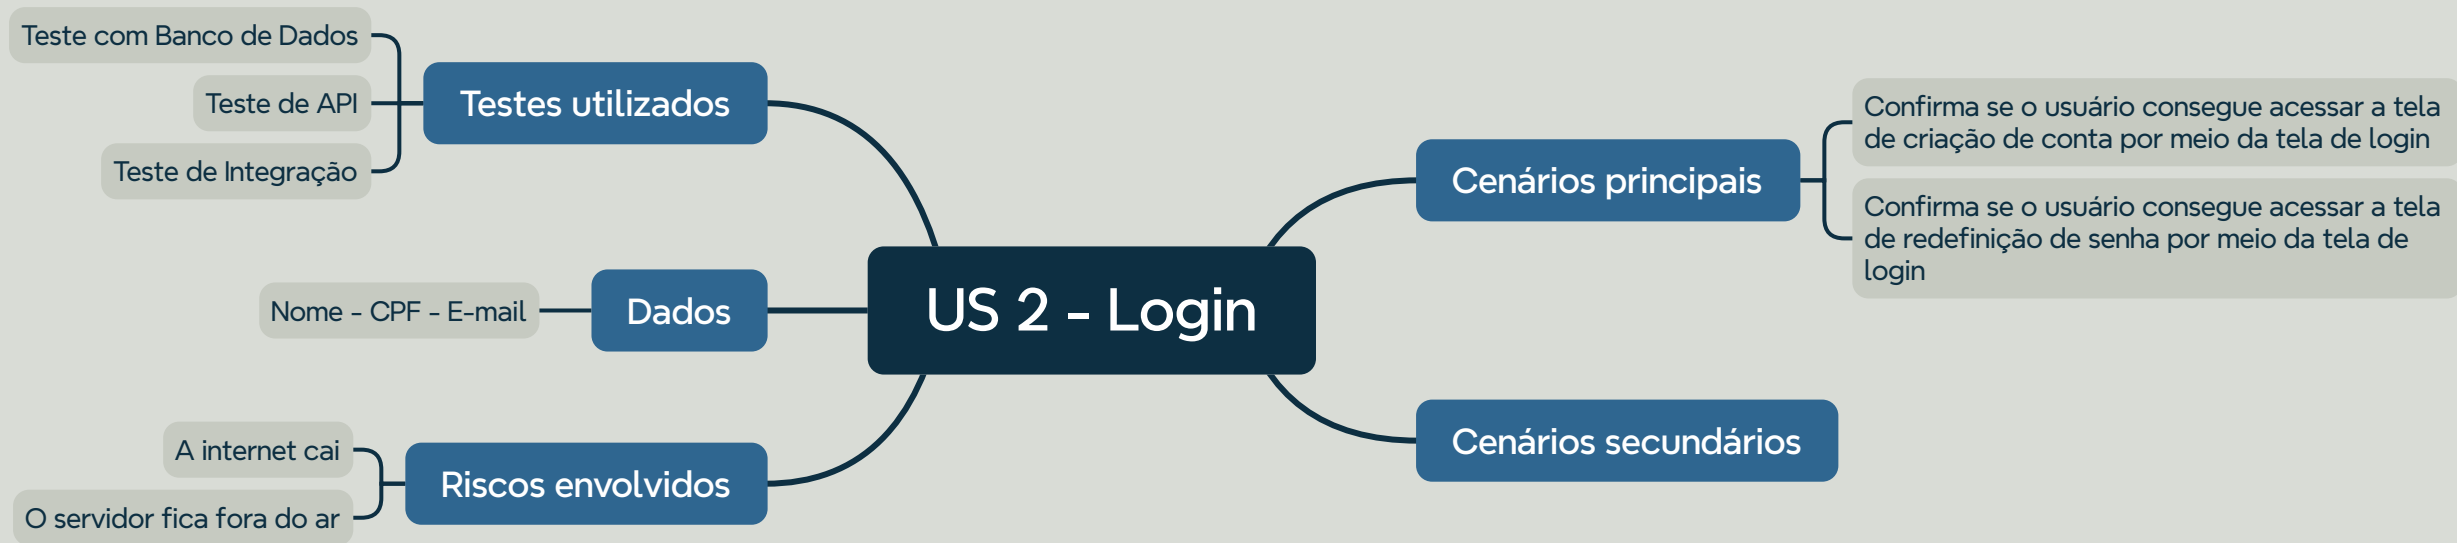 Teste com Banco de Dados
Teste de API
Teste de Integração
Testes utilizados
Nome - CPF - E-mail
Dados
A internet cai
O servidor fica fora do ar
Riscos envolvidos
US 2 - Login
Cenários principais
Confirma se o usuário consegue acessar a tela
de criação de conta por meio da tela de login
Confirma se o usuário consegue acessar a tela
de redefinição de senha por meio da tela de
login
Cenários secundários